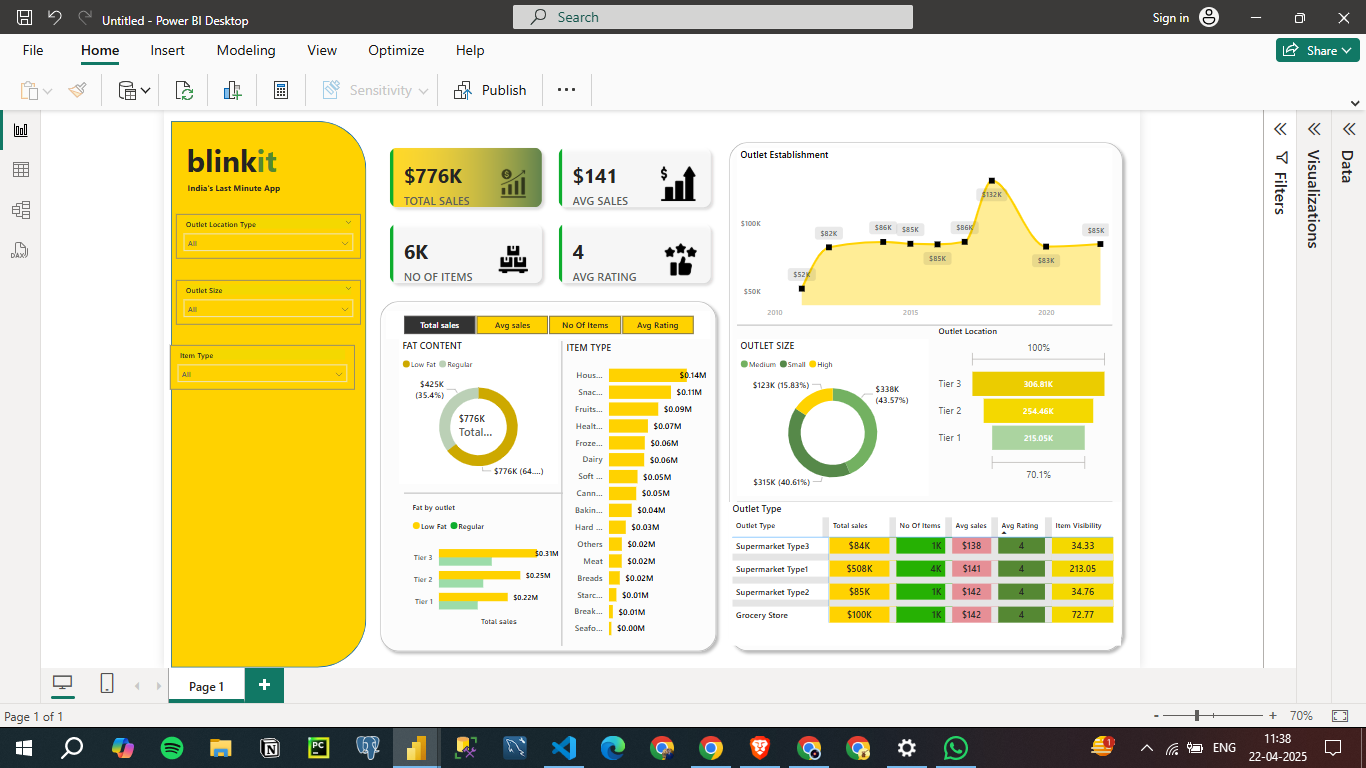 Untitled - Power BI Desktop
Search
Sign in
File Home Insert Modeling View Optimize Help
Share
Sensitivity
Publish
blinkit
India's Last Minute App
Outlet Location Type
All
Outlet Size
All
Item Type
All
$776K
TOTAL SALES
$141
AVG SALES
6K
NO OF ITEMS
4
AVG RATING
Total sales Avg sales No Of Items Avg Rating
FAT CONTENT
Low Fat Regular
$425K
(35.4%)
$776K
Total...
$776K (64....)
Fat by outlet
Low Fat Regular
Tier 3 $0.31M
Tier 2 $0.25M
Tier 1 $0.22M
Total sales
ITEM TYPE
Hous... $0.14M
Snac... $0.11M
Fruits... $0.09M
Healt... $0.07M
Froze... $0.06M
Dairy $0.06M
Soft ... $0.05M
Cann... $0.05M
Bakin... $0.04M
Hard ... $0.03M
Others $0.02M
Meat $0.02M
Breads $0.02M
Starc... $0.01M
Break... $0.01M
Seafo... $0.00M
Outlet Establishment
$100K
$50K
$52K
$82K
$86K
$85K
$85K
$86K
$132K
$83K
$85K
2010 2015 2020
OUTLET SIZE
Medium Small High
$123K (15.83%)
$338K
(43.57%)
$315K (40.61%)
Outlet Location
100%
Tier 3 306.81K
Tier 2 254.46K
Tier 1 215.05K
70.1%
Outlet Type
Outlet Type Total sales No Of Items Avg sales Avg Rating Item Visibility
Supermarket Type3 $84K 1K $138 4 34.33
Supermarket Type1 $508K 4K $141 4 213.05
Supermarket Type2 $85K 1K $142 4 34.76
Grocery Store $100K 1K $142 4 72.77
Filters
Visualizations
Data
DAX
Page 1
Page 1 of 1
- + 70%
PC
1
ENG
11:38
22-04-2025